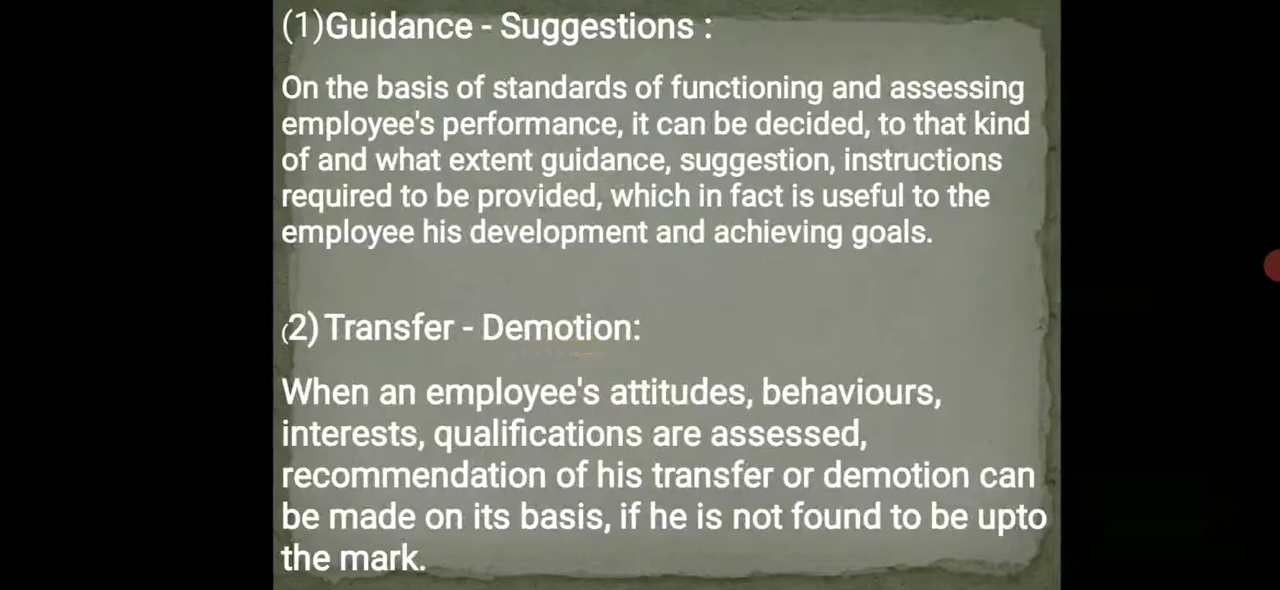 (1)Guidance - Suggestions :
On the basis of standards of functioning and assessing
employee's performance, it can be decided, to that kind
of and what extent guidance, suggestion, instructions
required to be provided, which in fact is useful to the
employee his development and achieving goals.
(2) Transfer - Demotion:
When an employee's attitudes, behaviours,
interests, qualifications are assessed,
recommendation of his transfer or demotion can
be made on its basis, if he is not found to be upto
the mark.